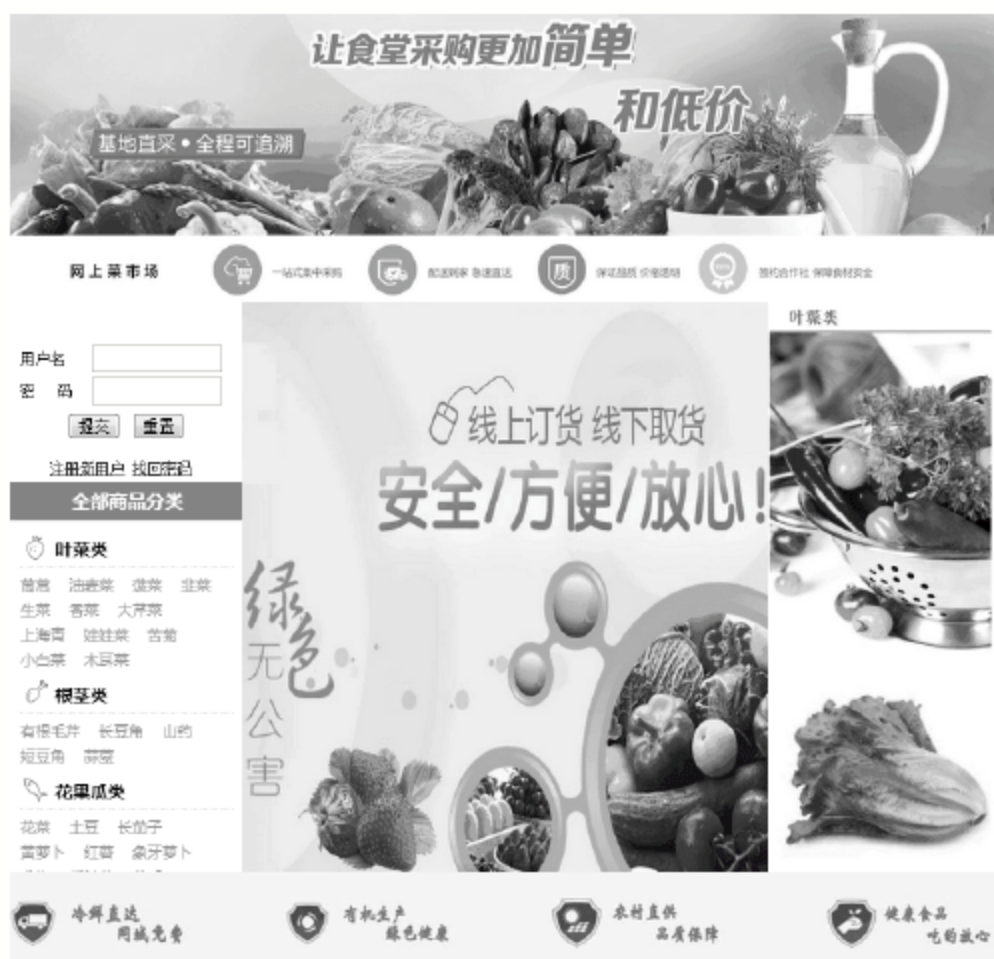 让食堂采购更加简单
和低价
基地直采•全程可追溯
网上菜市场
一站式集中采购
配送到家 急速直达
保证品质 价格透明
签约合作社 保障食材安全
用户名
密 码
提交 重置
注册新用户 找回密码
全部商品分类
叶菜类
茼蒿 油麦菜 菠菜 韭菜
生菜 香菜 大芹菜
上海青 娃娃菜 苦菊
小白菜 木耳菜
根茎类
有根毛芹 长豆角 山药
短豆角 蒜薹
花果瓜类
花菜 土豆 长茄子
黄萝卜 红薯 象牙萝卜
线上订货 线下取货
安全/方便/放心!
绿色
无公害
叶菜类
冷鲜直达
同城免费
有机生产
绿色健康
农村直供
品质保障
健康食品
吃的放心